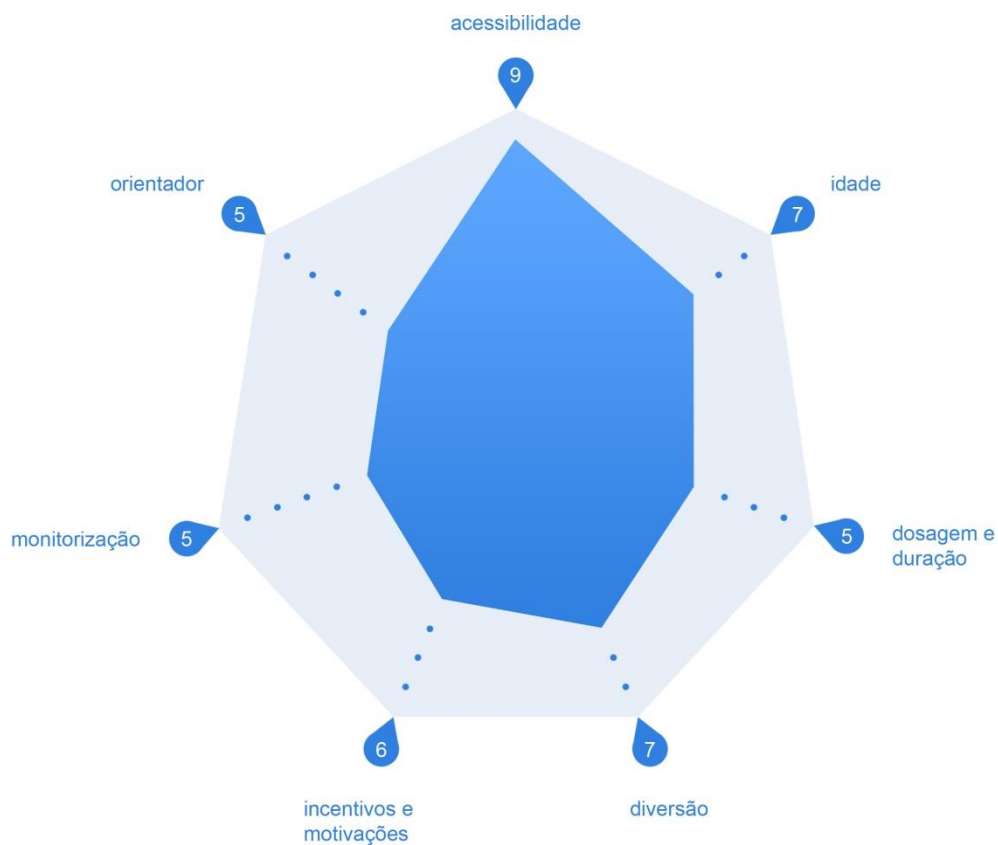 acessibilidade
9
orientador
5
idade
7
monitorização
5
5
dosagem e
duração
6
7
incentivos e
motivações
diversão